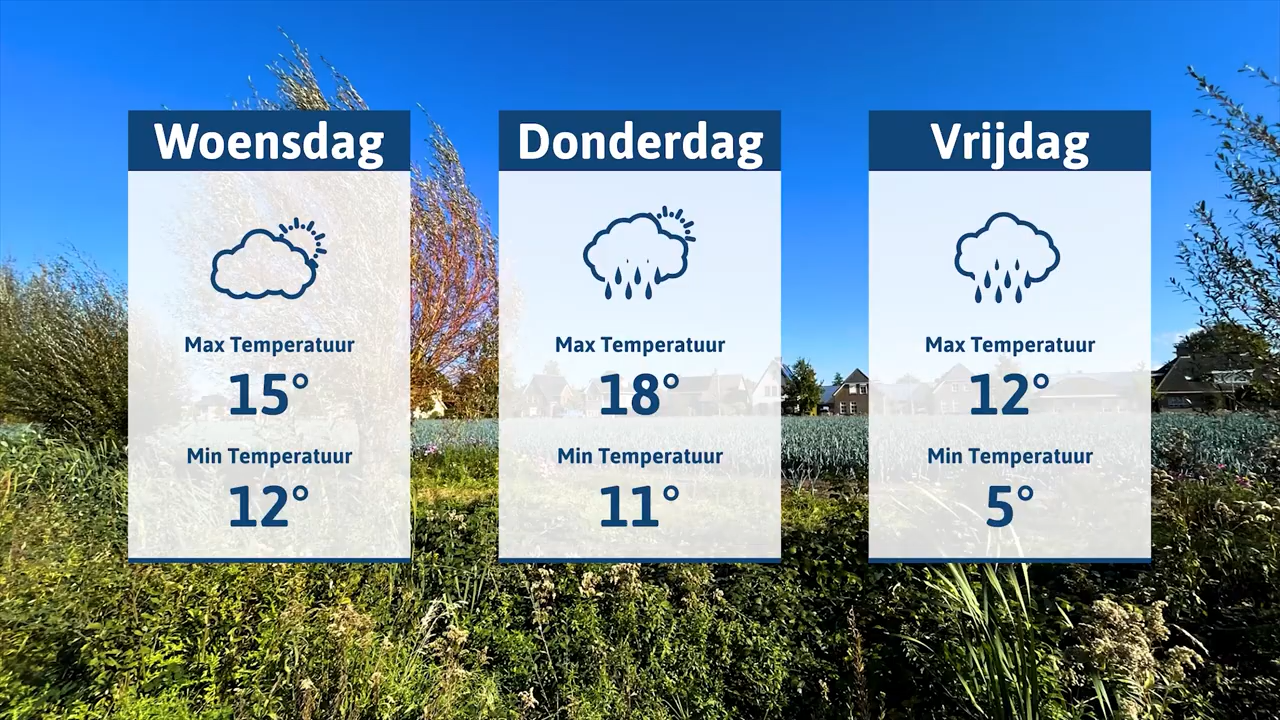 Woensdag
Max Temperatuur
15°
Min Temperatuur
12°
Donderdag
Max Temperatuur
18°
Min Temperatuur
11°
Vrijdag
Max Temperatuur
12°
Min Temperatuur
5°